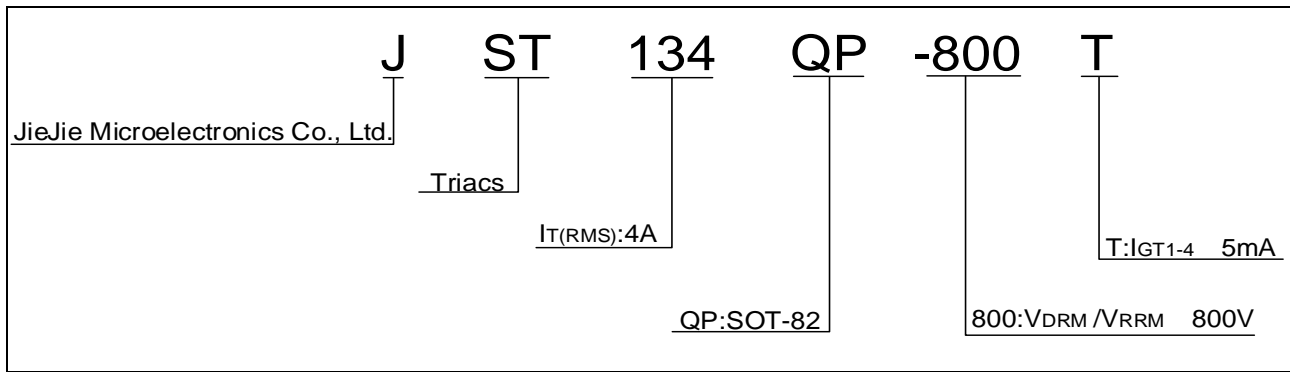 J ST 134 QP -800 T
JieJie Microelectronics Co., Ltd.
Triacs
IT(RMS):4A
T:IGT1-4 5mA
QP:SOT-82
800:VDRM /VRRM 800V